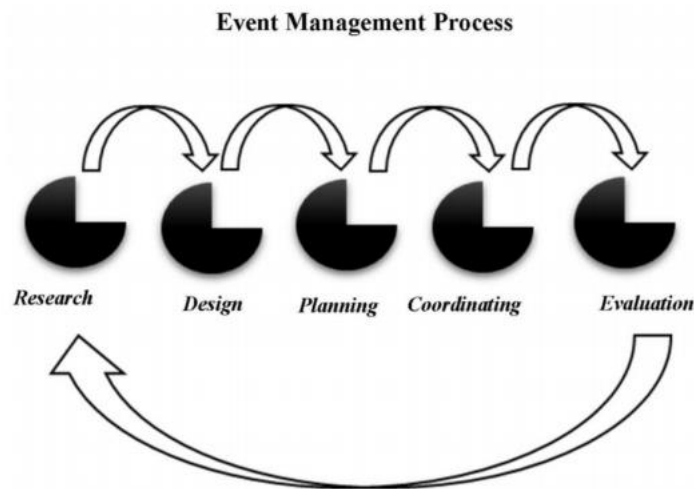 Event Management Process
Research
Design
Planning
Coordinating
Evaluation